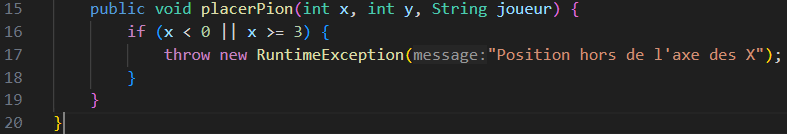 15 public void placerPion(int x, int y, String joueur) {
16 if (x < 0 || x >= 3) {
17 throw new RuntimeException(message:"Position hors de l'axe des X");
18 }
19 }
20 }